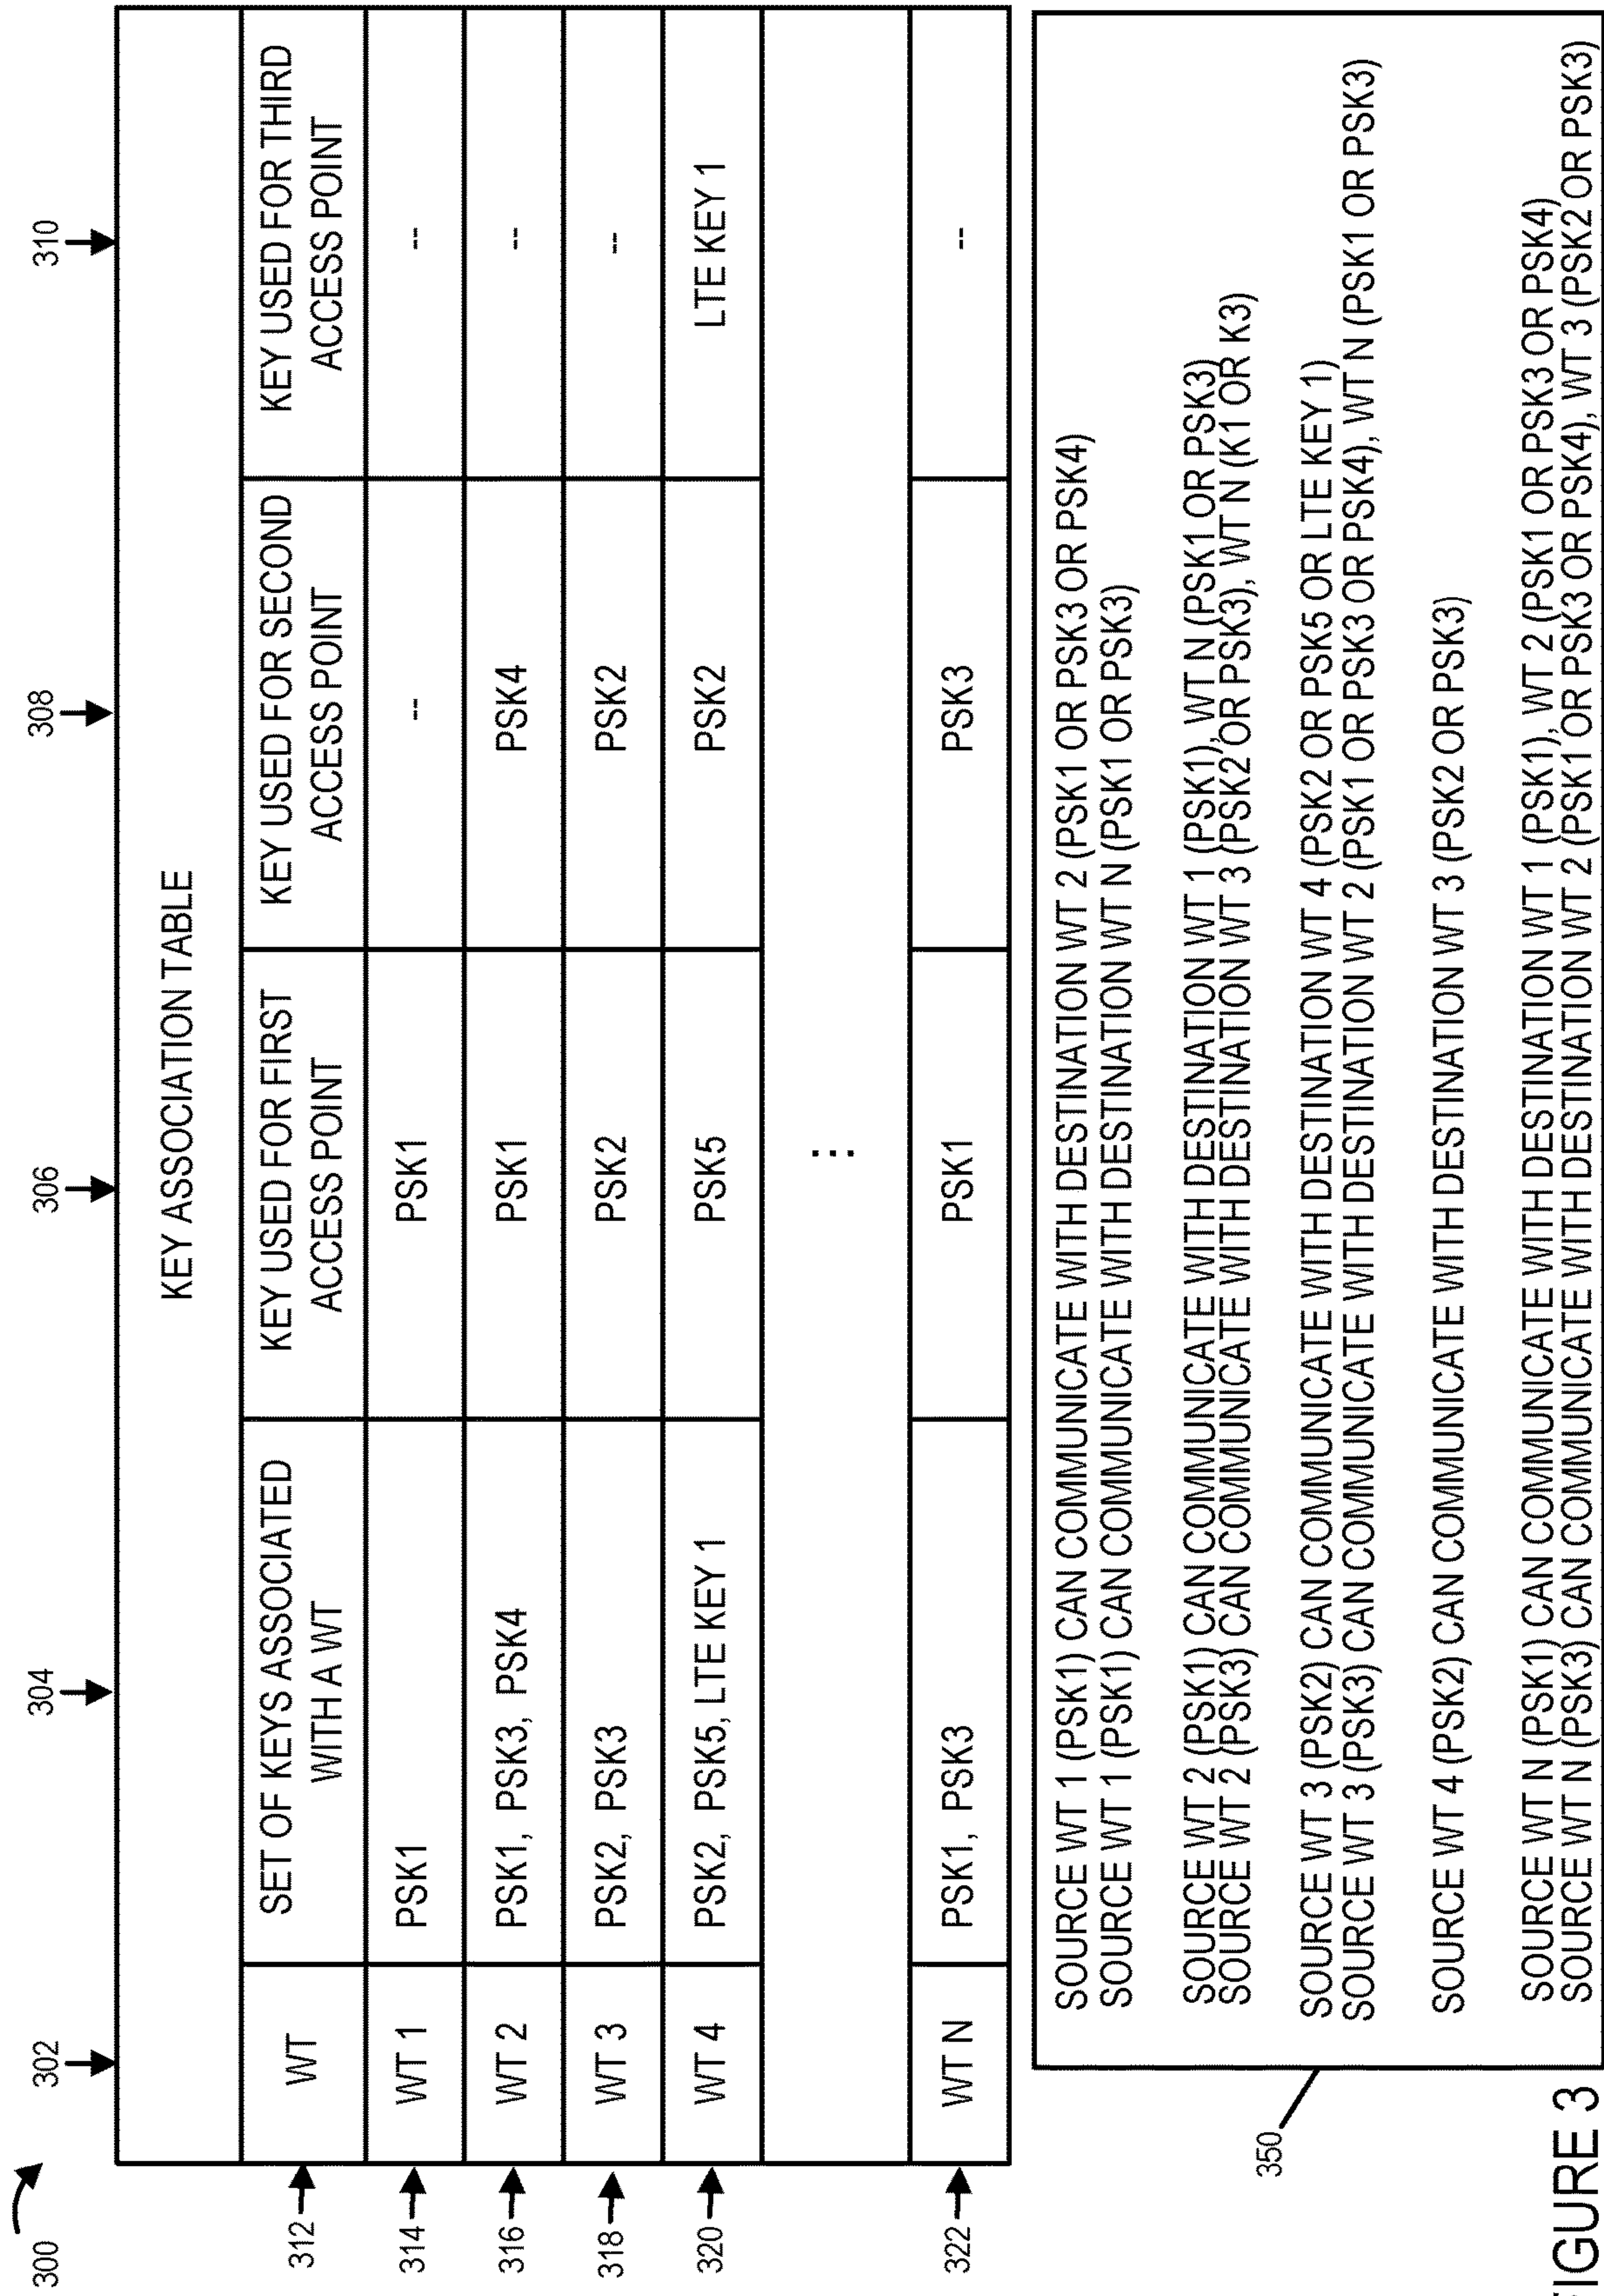 300
302
304
306
308
310
KEY ASSOCIATION TABLE
312
WT
SET OF KEYS ASSOCIATED
WITH A WT
KEY USED FOR FIRST
ACCESS POINT
KEY USED FOR SECOND
ACCESS POINT
KEY USED FOR THIRD
ACCESS POINT
314
WT 1
PSK1
PSK1
--
--
316
WT 2
PSK1, PSK3, PSK4
PSK1
PSK4
--
318
WT 3
PSK2, PSK3
PSK2
PSK2
--
320
WT 4
PSK2, PSK5, LTE KEY 1
PSK5
PSK2
LTE KEY 1
...
322
WT N
PSK1, PSK3
PSK1
PSK3
--
350
SOURCE WT 1 (PSK1) CAN COMMUNICATE WITH DESTINATION WT 2 (PSK1 OR PSK3 OR PSK4)
SOURCE WT 1 (PSK1) CAN COMMUNICATE WITH DESTINATION WT N (PSK1 OR PSK3)
SOURCE WT 2 (PSK1) CAN COMMUNICATE WITH DESTINATION WT 1 (PSK1), WT N (PSK1 OR PSK3)
SOURCE WT 2 (PSK3) CAN COMMUNICATE WITH DESTINATION WT 3 (PSK2 OR PSK3), WT N (K1 OR K3)
SOURCE WT 3 (PSK2) CAN COMMUNICATE WITH DESTINATION WT 4 (PSK2 OR PSK5 OR LTE KEY 1)
SOURCE WT 3 (PSK3) CAN COMMUNICATE WITH DESTINATION WT 2 (PSK1 OR PSK3 OR PSK4), WT N (PSK1 OR PSK3)
SOURCE WT 4 (PSK2) CAN COMMUNICATE WITH DESTINATION WT 3 (PSK2 OR PSK3)
SOURCE WT N (PSK1) CAN COMMUNICATE WITH DESTINATION WT 1 (PSK1), WT 2 (PSK1 OR PSK3 OR PSK4)
SOURCE WT N (PSK3) CAN COMMUNICATE WITH DESTINATION WT 2 (PSK1 OR PSK3 OR PSK4), WT 3 (PSK2 OR PSK3)
FIGURE 3